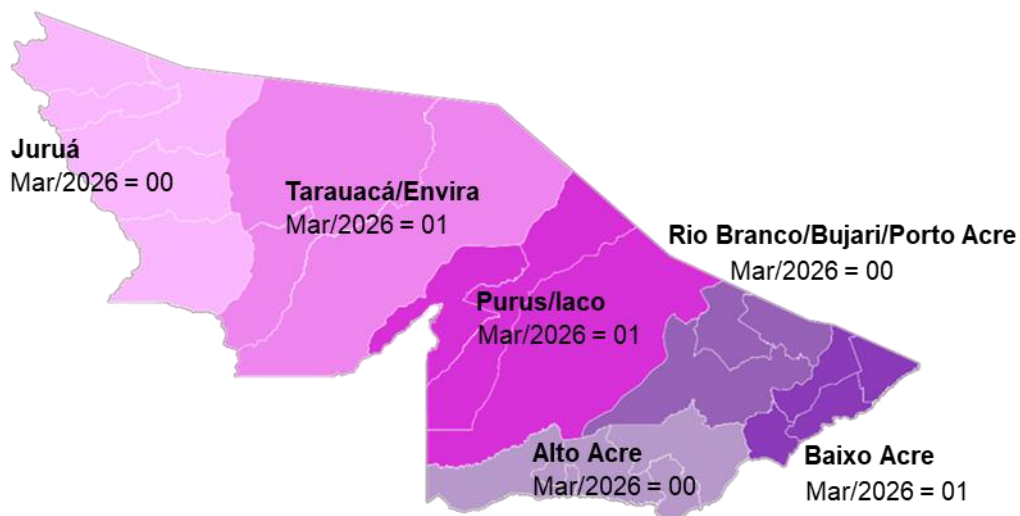 Juruá
Mar/2026 = 00
Tarauacá/Envira
Mar/2026 = 01
Rio Branco/Bujari/Porto Acre
Mar/2026 = 00
Purus/Iaco
Mar/2026 = 01
Alto Acre
Mar/2026 = 00
Baixo Acre
Mar/2026 = 01